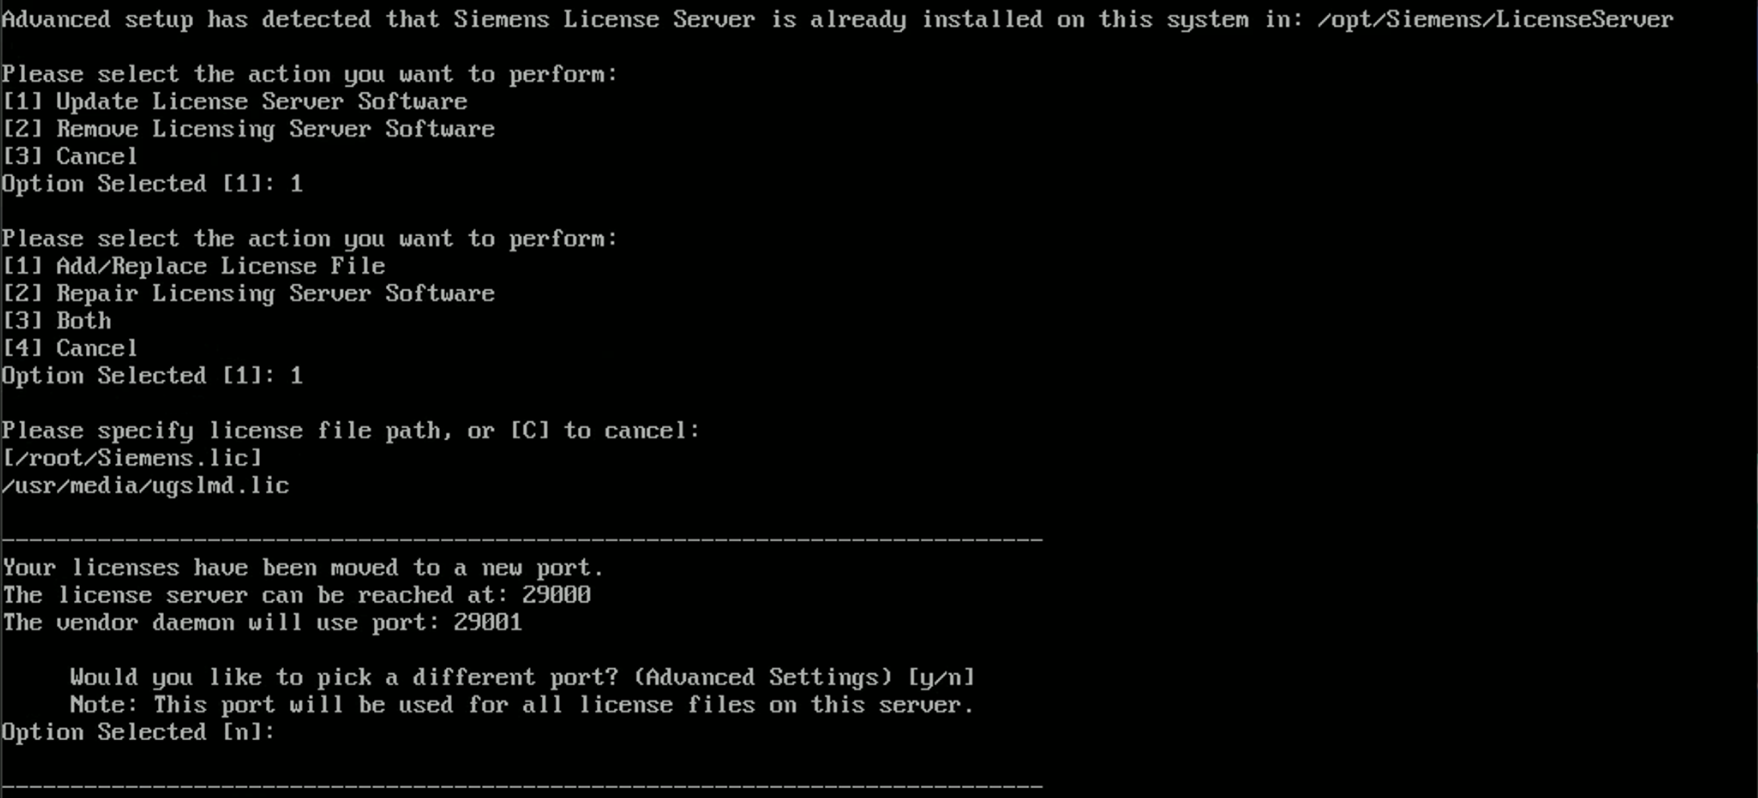 Advanced setup has detected that Siemens License Server is already installed on this system in: /opt/Siemens/LicenseServer
Please select the action you want to perform:
[1] Update License Server Software
[2] Remove Licensing Server Software
[3] Cancel
Option Selected [1]: 1
Please select the action you want to perform:
[1] Add/Replace License File
[2] Repair Licensing Server Software
[3] Both
[4] Cancel
Option Selected [1]: 1
Please specify license file path, or [C] to cancel:
[/root/Siemens.lic]
/usr/media/ugslmd.lic
----------------------------------------------------------------------------
Your licenses have been moved to a new port.
The license server can be reached at: 29000
The vendor daemon will use port: 29001
Would you like to pick a different port? (Advanced Settings) [y/n]
Note: This port will be used for all license files on this server.
Option Selected [n]:
----------------------------------------------------------------------------